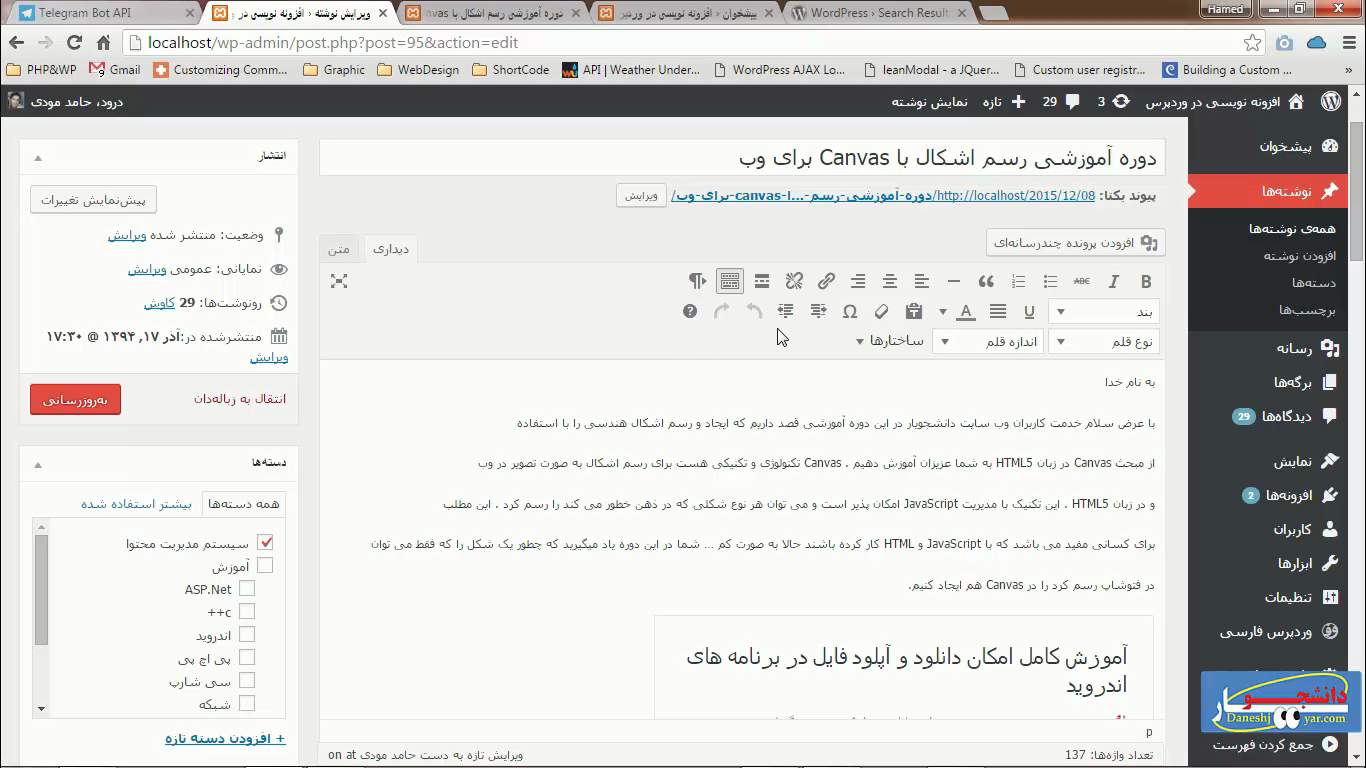 Telegram Bot API
ویرایش نوشته ‹ افزونه نویسی در و
دوره آموزشی رسم اشکال با Canvas
پیشخوان ‹ افزونه نویسی در وردپر
WordPress › Search Result
Hamed
localhost/wp-admin/post.php?post=95&action=edit
PHP&WP
Gmail
Customizing Comm...
Graphic
WebDesign
ShortCode
API | Weather Under...
WordPress AJAX Lo...
leanModal - a JQuer...
Custom user registr...
Building a Custom ...
»
افزونه نویسی در وردپرس
3
29
تازه
نمایش نوشته
درود، حامد مودی
پیشخوان
نوشته‌ها
همه‌ی نوشته‌ها
افزودن نوشته
دسته‌ها
برچسب‌ها
رسانه
برگه‌ها
دیدگاه‌ها 29
نمایش
افزونه‌ها 2
کاربران
ابزارها
تنظیمات
وردپرس فارسی
جمع کردن فهرست
دوره آموزشی رسم اشکال با Canvas برای وب
پیوند یکتا: http://localhost/2015/12/08/دوره-آموزشی-رسم-...ا-canvas-برای-وب/ ویرایش
افزودن پرونده چندرسانه‌ای
دیداری
متن
B I ABC
بند
U A Ω
نوع قلم
اندازه قلم
ساختارها
به نام خدا
با عرض سلام خدمت کاربران وب سایت دانشجویار در این دوره آموزشی قصد داریم که ایجاد و رسم اشکال هندسی را با استفاده
از مبحث Canvas در زبان HTML5 به شما عزیزان آموزش دهیم . Canvas تکنولوژی و تکنیکی هست برای رسم اشکال به صورت تصویر در وب
و در زبان HTML5 . این تکنیک با مدیریت JavaScript امکان پذیر است و می توان هر نوع شکلی که در ذهن خطور می کند را رسم کرد . این مطلب
برای کسانی مفید می باشد که با JavaScript و HTML کار کرده باشند حالا به صورت کم ... شما در این دوره یاد میگیرید که چطور یک شکل را که فقط می توان
در فتوشاپ رسم کرد را در Canvas هم ایجاد کنیم.
آموزش کامل امکان دانلود و آپلود فایل در برنامه های
اندروید
p
تعداد واژه‌ها: 137
ویرایش تازه به دست حامد مودی on at
انتشار
پیش‌نمایش تغییرات
وضعیت: منتشر شده ویرایش
نمایانی: عمومی ویرایش
رونوشت‌ها: 29 کاوش
منتشرشده در:آذر ۱۷, ۱۳۹۴ @ ۱۷:۳۰
ویرایش
انتقال به زباله‌دان
به‌روزرسانی
دسته‌ها
همه دسته‌ها
بیشتر استفاده شده
سیستم مدیریت محتوا
آموزش
ASP.Net
c++
اندروید
پی اچ پی
سی شارپ
شبکه
+ افزودن دسته تازه
دانشجویار
Daneshjooyar.com